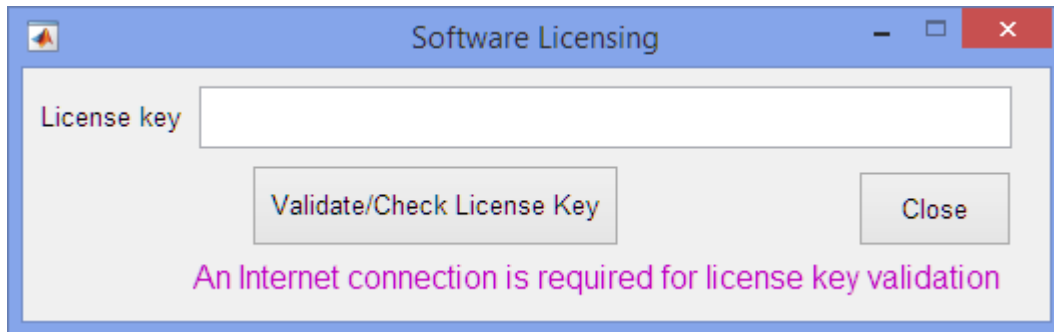 Software Licensing
License key
Validate/Check License Key
Close
An Internet connection is required for license key validation